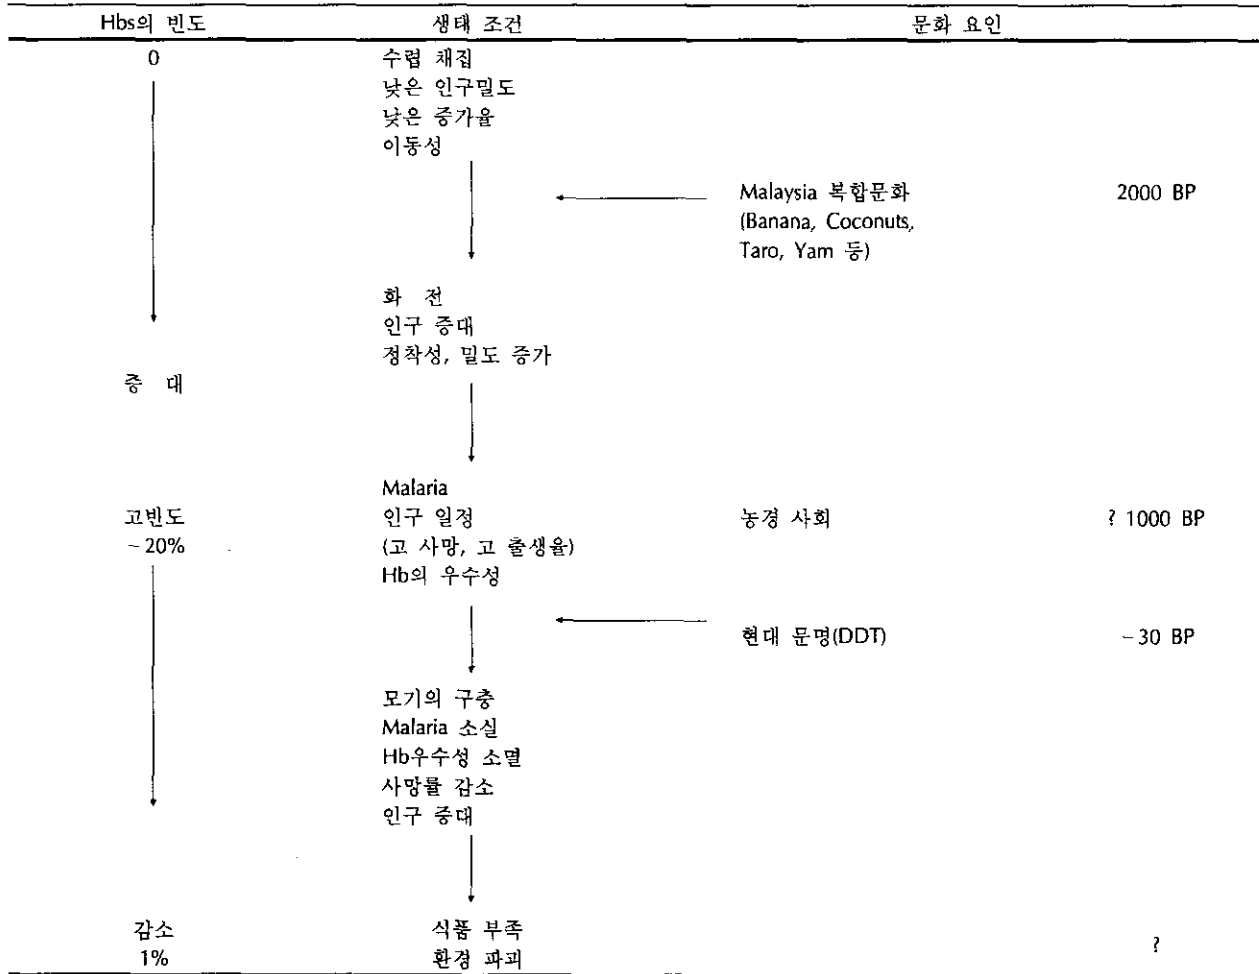 Hbs의 빈도 생태 조건 문화 요인
0 수렵 채집
낮은 인구밀도
낮은 증가율
이동성
Malaysia 복합문화 2000 BP
(Banana, Coconuts,
Taro, Yam 등)
화 전
인구 증대
정착성, 밀도 증가
증 대
Malaria
고빈도 인구 일정 농경 사회 ? 1000 BP
~20% (고 사망, 고 출생율)
Hb의 우수성
현대 문명(DDT) ~30 BP
모기의 구충
Malaria 소실
Hb우수성 소멸
사망률 감소
인구 증대
감소 식품 부족
1% 환경 파괴 ?